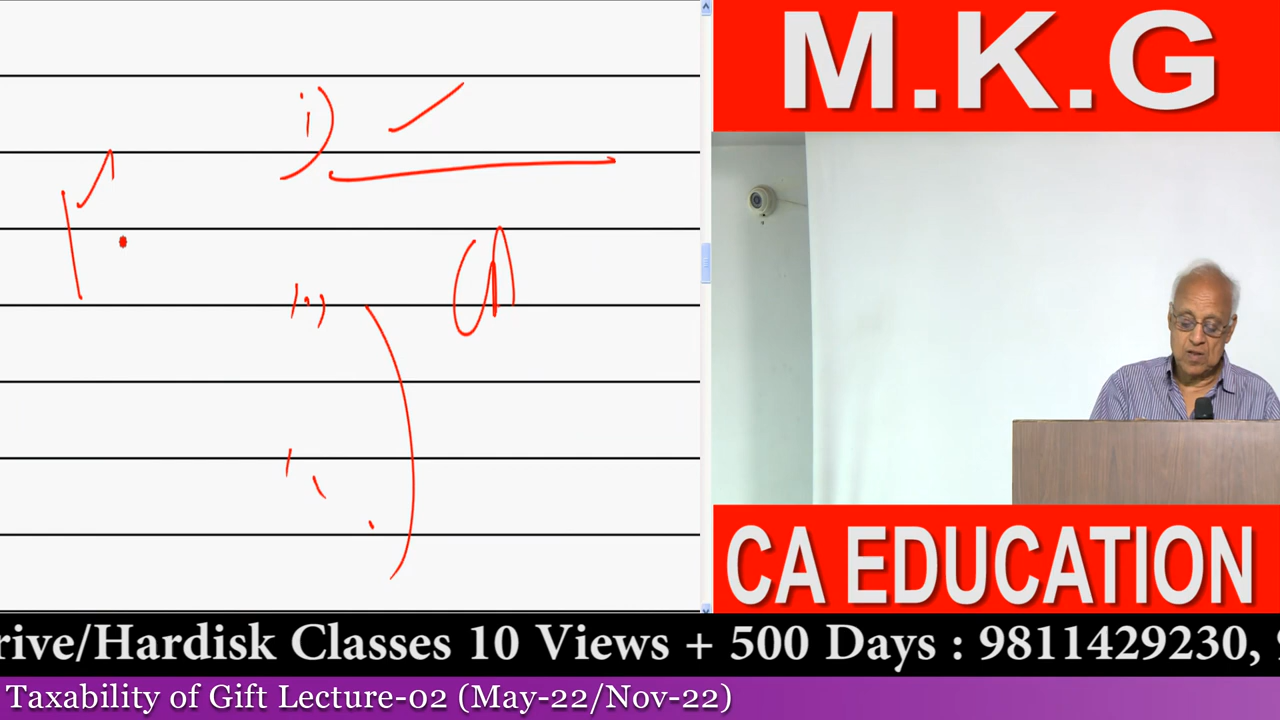 i)
M.K.G
CA EDUCATION
rive/Hardisk Classes 10 Views + 500 Days : 9811429230,
Taxability of Gift Lecture-02 (May-22/Nov-22)